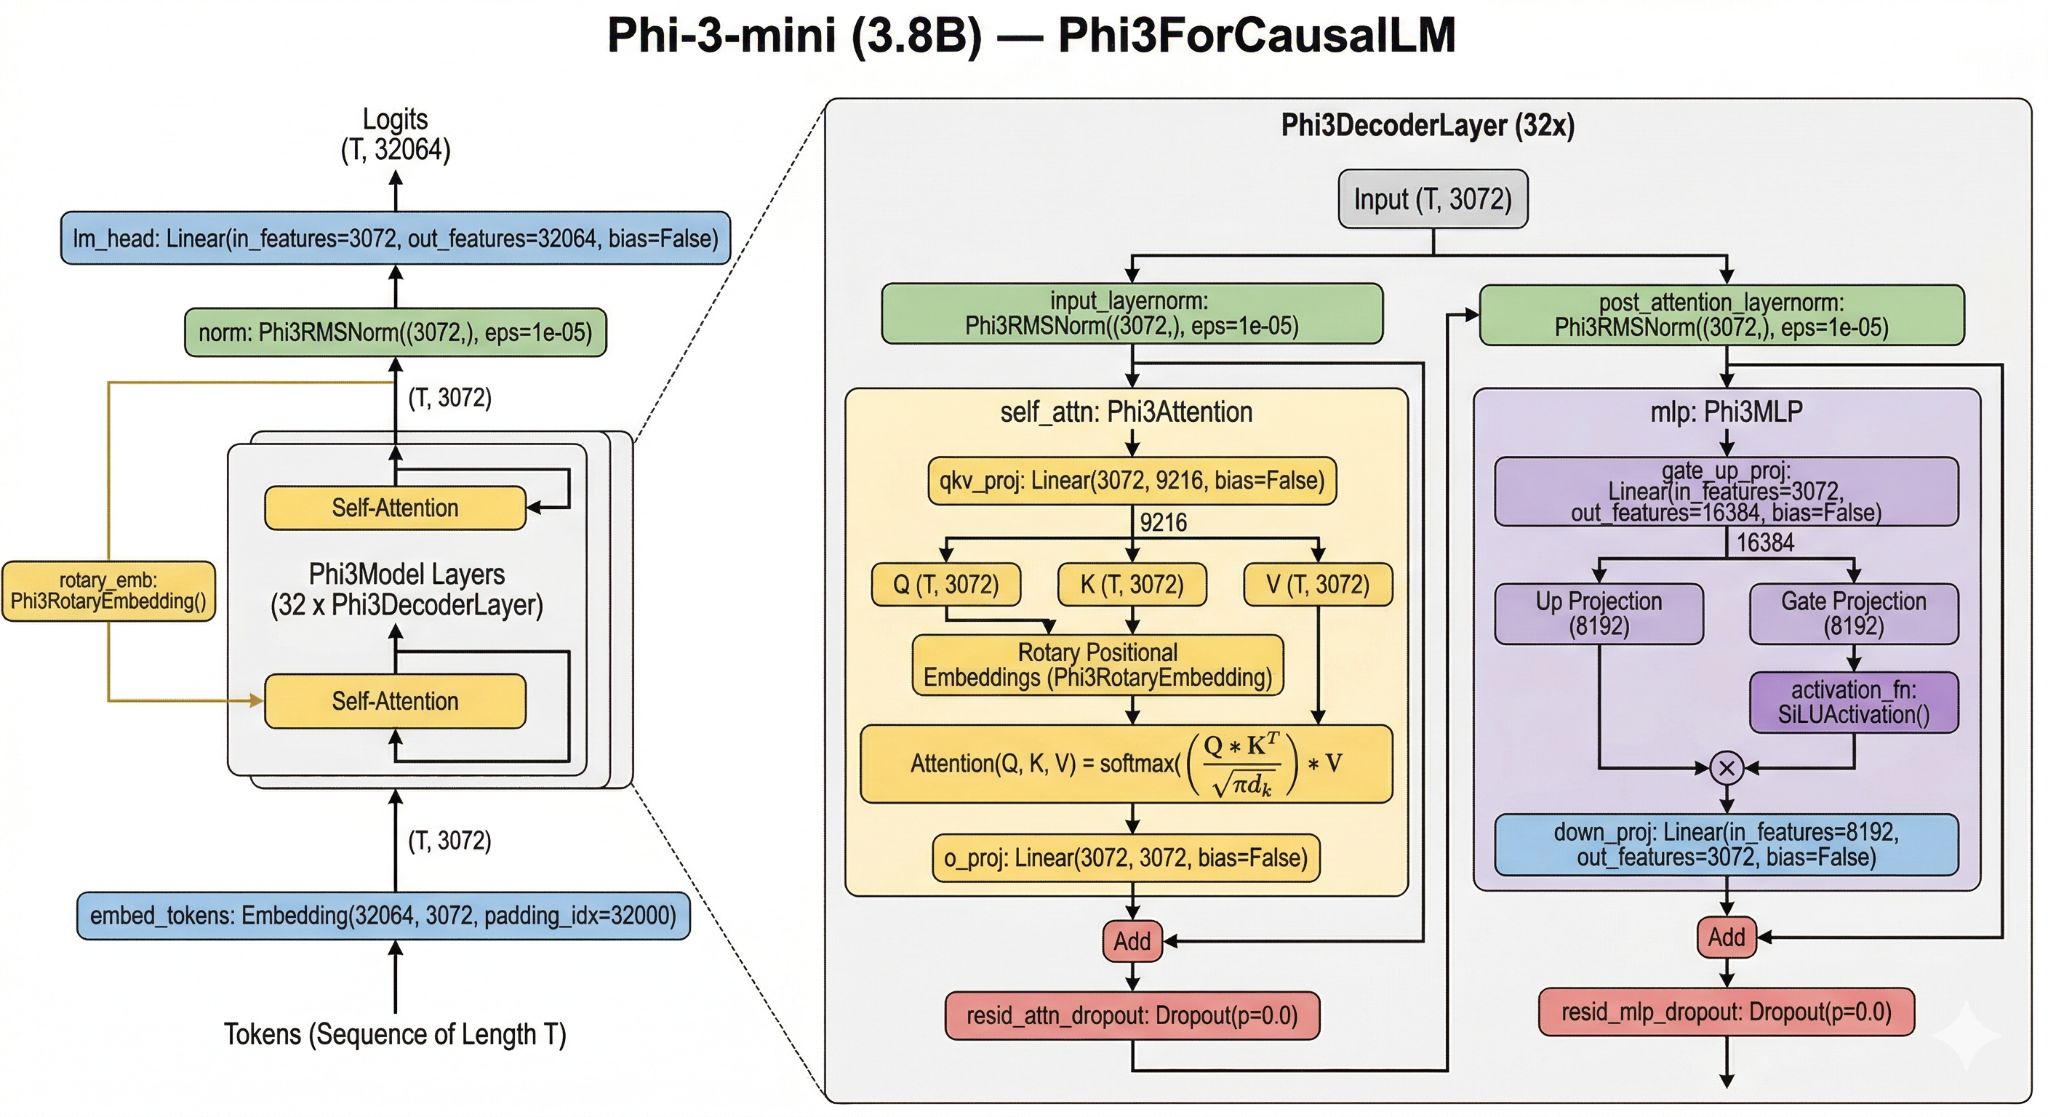 Phi-3-mini (3.8B) — Phi3ForCausalLM
Logits
(T, 32064)
lm_head: Linear(in_features=3072, out_features=32064, bias=False)
norm: Phi3RMSNorm((3072,), eps=1e-05)
(T, 3072)
Self-Attention
rotary_emb:
Phi3RotaryEmbedding()
Phi3Model Layers
(32 x Phi3DecoderLayer)
Self-Attention
(T, 3072)
embed_tokens: Embedding(32064, 3072, padding_idx=32000)
Tokens (Sequence of Length T)
Phi3DecoderLayer (32x)
Input (T, 3072)
input_layernorm:
Phi3RMSNorm((3072,), eps=1e-05)
self_attn: Phi3Attention
qkv_proj: Linear(3072, 9216, bias=False)
9216
Q (T, 3072)
K (T, 3072)
V (T, 3072)
Rotary Positional
Embeddings (Phi3RotaryEmbedding)
Attention(Q, K, V) = softmax( ( Q * K^T / √πd_k ) * V
o_proj: Linear(3072, 3072, bias=False)
Add
resid_attn_dropout: Dropout(p=0.0)
post_attention_layernorm:
Phi3RMSNorm((3072,), eps=1e-05)
mlp: Phi3MLP
gate_up_proj:
Linear(in_features=3072,
out_features=16384, bias=False)
16384
Up Projection
(8192)
Gate Projection
(8192)
activation_fn:
SiLUActivation()
×
down_proj: Linear(in_features=8192,
out_features=3072, bias=False)
Add
resid_mlp_dropout: Dropout(p=0.0)